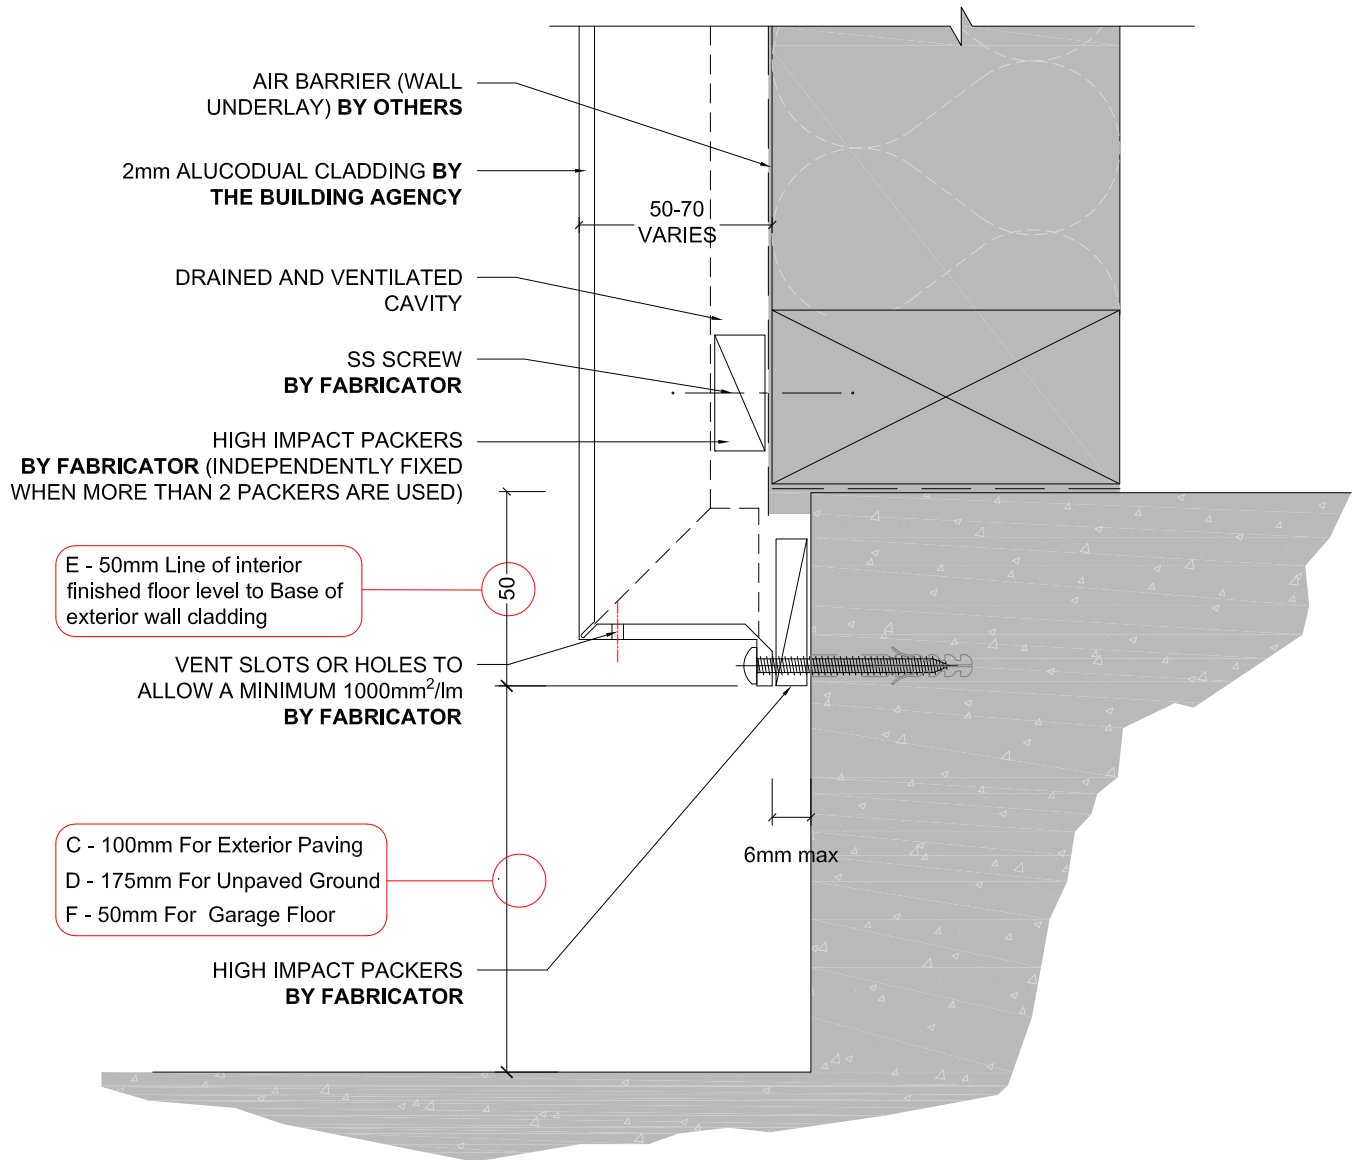 AIR BARRIER (WALL
UNDERLAY) BY OTHERS
2mm ALUCODUAL CLADDING BY
THE BUILDING AGENCY
50-70
VARIES
DRAINED AND VENTILATED
CAVITY
SS SCREW
BY FABRICATOR
HIGH IMPACT PACKERS
BY FABRICATOR (INDEPENDENTLY FIXED
WHEN MORE THAN 2 PACKERS ARE USED)
E - 50mm Line of interior
finished floor level to Base of
exterior wall cladding
50
VENT SLOTS OR HOLES TO
ALLOW A MINIMUM 1000mm²/lm
BY FABRICATOR
C - 100mm For Exterior Paving
D - 175mm For Unpaved Ground
F - 50mm For Garage Floor
6mm max
HIGH IMPACT PACKERS
BY FABRICATOR